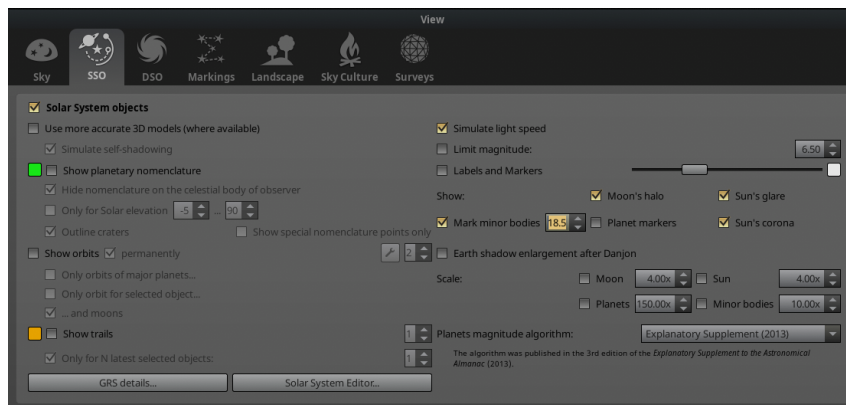 View
Sky SSO DSO Markings Landscape Sky Culture Surveys
Solar System objects
Use more accurate 3D models (where available)
Simulate self-shadowing
Show planetary nomenclature
Hide nomenclature on the celestial body of observer
Only for Solar elevation -5 ... 90
Outline craters Show special nomenclature points only
Show orbits permanently 2
Only orbits of major planets...
Only orbit for selected object...
... and moons
Show trails 1
Only for N latest selected objects: 1
GRS details... Solar System Editor...
Simulate light speed
Limit magnitude: 6.50
Labels and Markers
Show: Moon's halo Sun's glare
Mark minor bodies 18.5 Planet markers Sun's corona
Earth shadow enlargement after Danjon
Scale: Moon 4.00x Sun 4.00x
Planets 150.00x Minor bodies 10.00x
Planets magnitude algorithm: Explanatory Supplement (2013)
The algorithm was published in the 3rd edition of the Explanatory Supplement to the Astronomical
Almanac (2013).